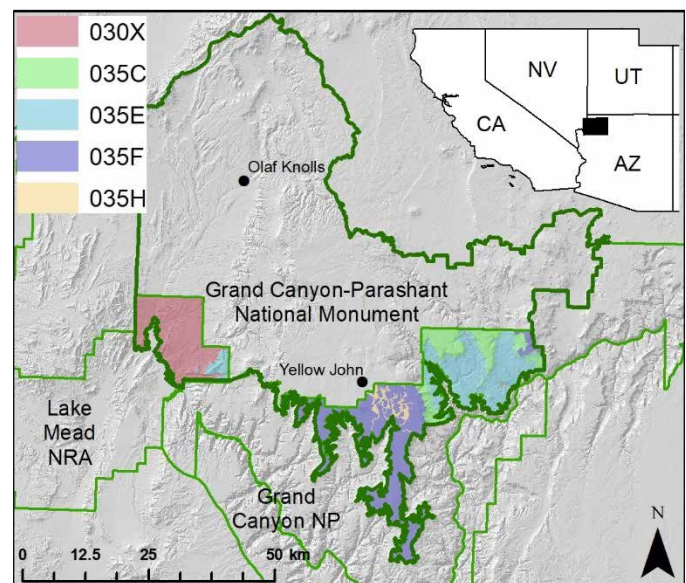 030X
035C
035E
035F
035H
NV
UT
CA
AZ
Olaf Knolls
Grand Canyon-Parashant
National Monument
Yellow John
Lake
Mead
NRA
Grand
Canyon NP
N
0 12.5 25 50 km